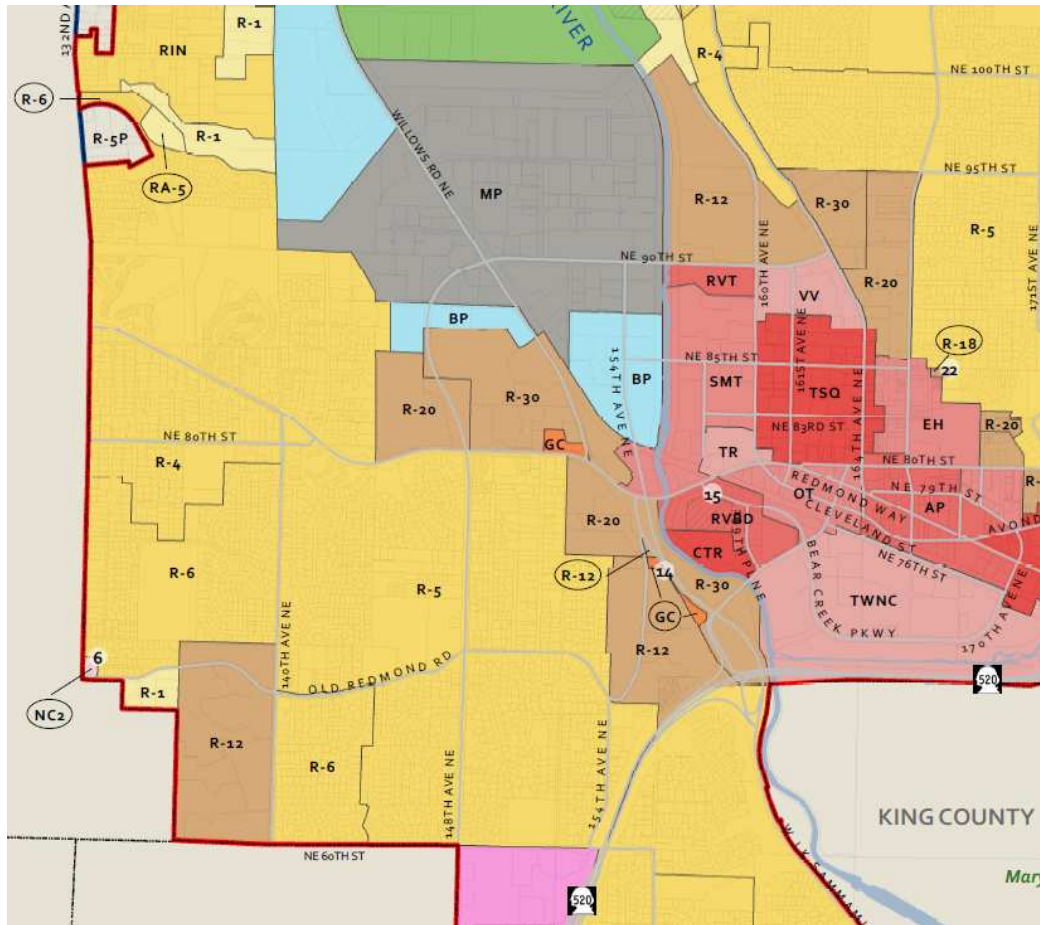 132ND
R-1
RIN
RIVER
R-4
NE 100TH ST
R-6
R-5P
R-1
RA-5
WILLOWS RD NE
MP
R-12
NE 95TH ST
R-30
R-5
171ST AVE NE
160TH AVE NE
NE 90TH ST
RVT
R-20
VV
BP
161ST AVE NE
R-18
22
154TH AVE NE
NE 85TH ST
BP
SMT
TSQ
R-20
R-30
164TH AVE NE
NE 83RD ST
EH
R-20
NE 80TH ST
GC
TR
NE 80TH ST
R-4
OT
NE 79TH ST
REDMOND WAY
15
AP
R-20
RVBD
CLEVELAND ST
AVOND
CTR
159TH PL NE
NE 76TH ST
R-6
R-5
R-12
14
R-30
BEAR CREEK PKWY
TWNC
GC
170TH AVE NE
6
R-12
140TH AVE NE
OLD REDMOND RD
NC2
R-1
520
R-12
R-6
148TH AVE NE
154TH AVE NE
KING COUNTY
NE 60TH ST
Mary
520